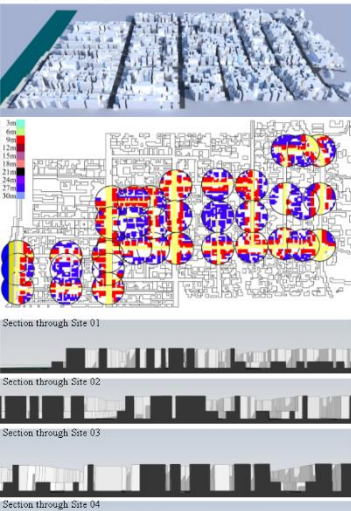 3m
6m
9m
12m
15m
18m
21m
24m
27m
30m
Section through Site 01
Section through Site 02
Section through Site 03
Section through Site 04